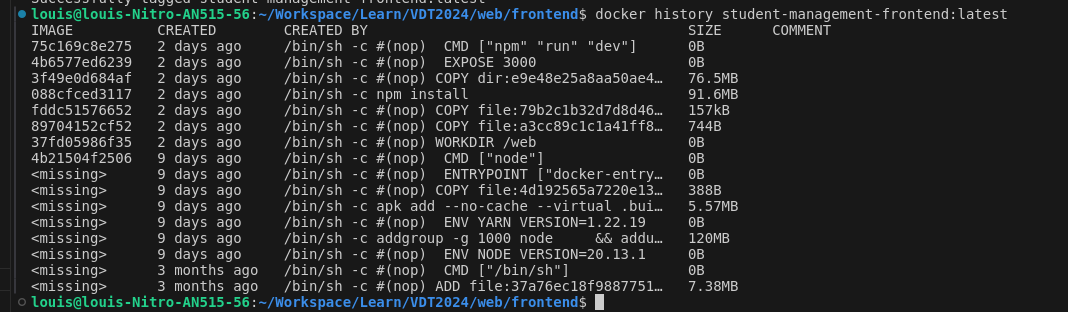 Successfully tagged student-management-frontend:latest
louis@louis-Nitro-AN515-56:~/Workspace/Learn/VDT2024/web/frontend$ docker history student-management-frontend:latest
IMAGE CREATED CREATED BY SIZE COMMENT
75c169c8e275 2 days ago /bin/sh -c #(nop) CMD ["npm" "run" "dev"] 0B
4b6577ed6239 2 days ago /bin/sh -c #(nop) EXPOSE 3000 0B
3f49e0d684af 2 days ago /bin/sh -c #(nop) COPY dir:e9e48e25a8aa50ae4… 76.5MB
088cfced3117 2 days ago /bin/sh -c npm install 91.6MB
fddc51576652 2 days ago /bin/sh -c #(nop) COPY file:79b2c1b32d7d8d46… 157kB
89704152cf52 2 days ago /bin/sh -c #(nop) COPY file:a3cc89c1c1a41ff8… 744B
37fd05986f35 2 days ago /bin/sh -c #(nop) WORKDIR /web 0B
4b21504f2506 9 days ago /bin/sh -c #(nop) CMD ["node"] 0B
<missing> 9 days ago /bin/sh -c #(nop) ENTRYPOINT ["docker-entry… 0B
<missing> 9 days ago /bin/sh -c #(nop) COPY file:4d192565a7220e13… 388B
<missing> 9 days ago /bin/sh -c apk add --no-cache --virtual .bui… 5.57MB
<missing> 9 days ago /bin/sh -c #(nop) ENV YARN VERSION=1.22.19 0B
<missing> 9 days ago /bin/sh -c addgroup -g 1000 node && addu… 120MB
<missing> 9 days ago /bin/sh -c #(nop) ENV NODE VERSION=20.13.1 0B
<missing> 3 months ago /bin/sh -c #(nop) CMD ["/bin/sh"] 0B
<missing> 3 months ago /bin/sh -c #(nop) ADD file:37a76ec18f9887751… 7.38MB
louis@louis-Nitro-AN515-56:~/Workspace/Learn/VDT2024/web/frontend$